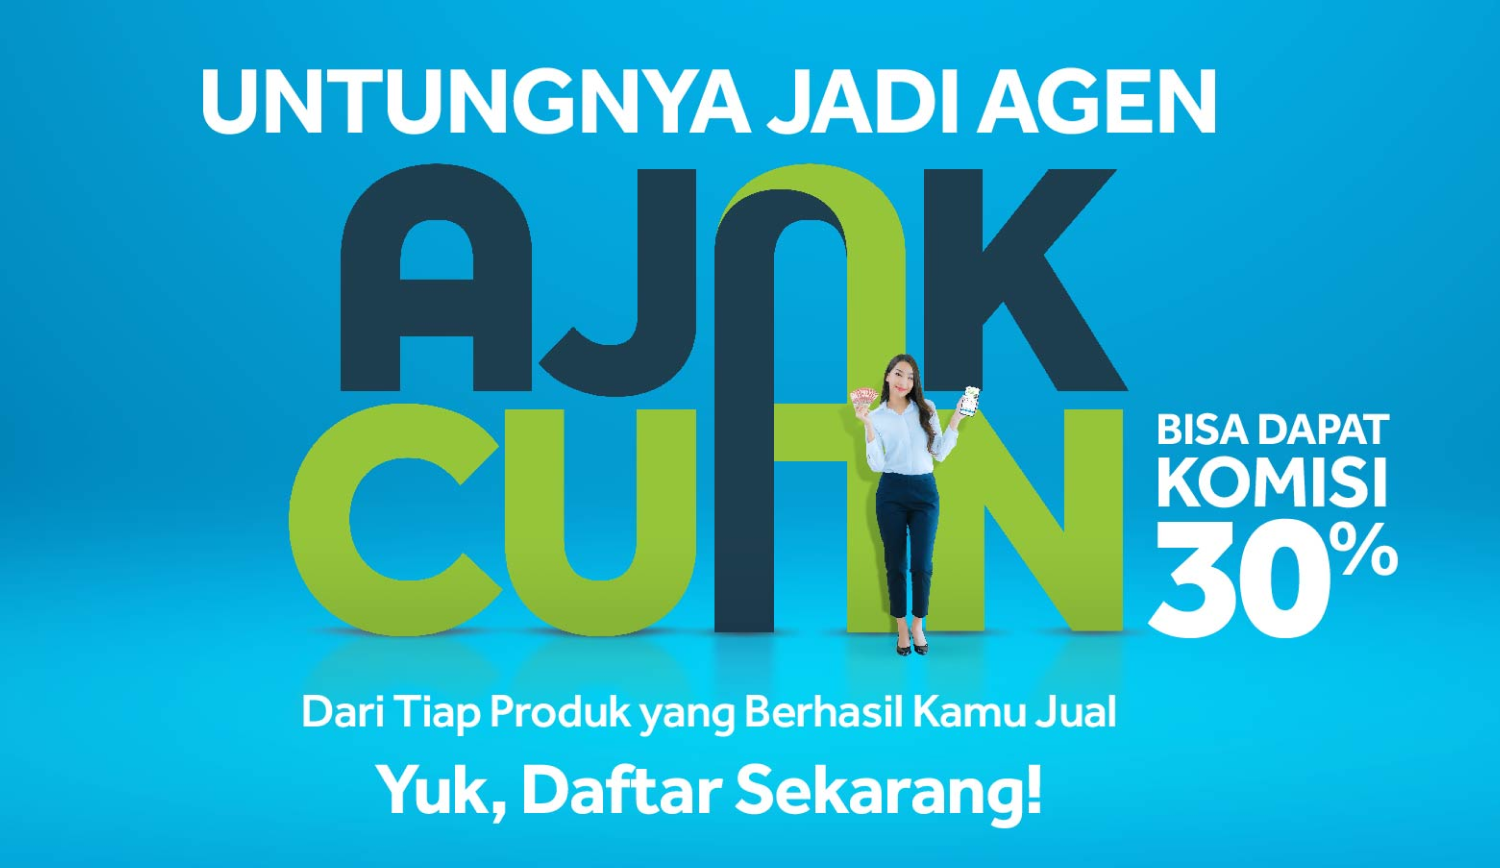 UNTUNGNYA JADI AGEN
AJAK
CUAN
BISA DAPAT
KOMISI
30%
Dari Tiap Produk yang Berhasil Kamu Jual
Yuk, Daftar Sekarang!